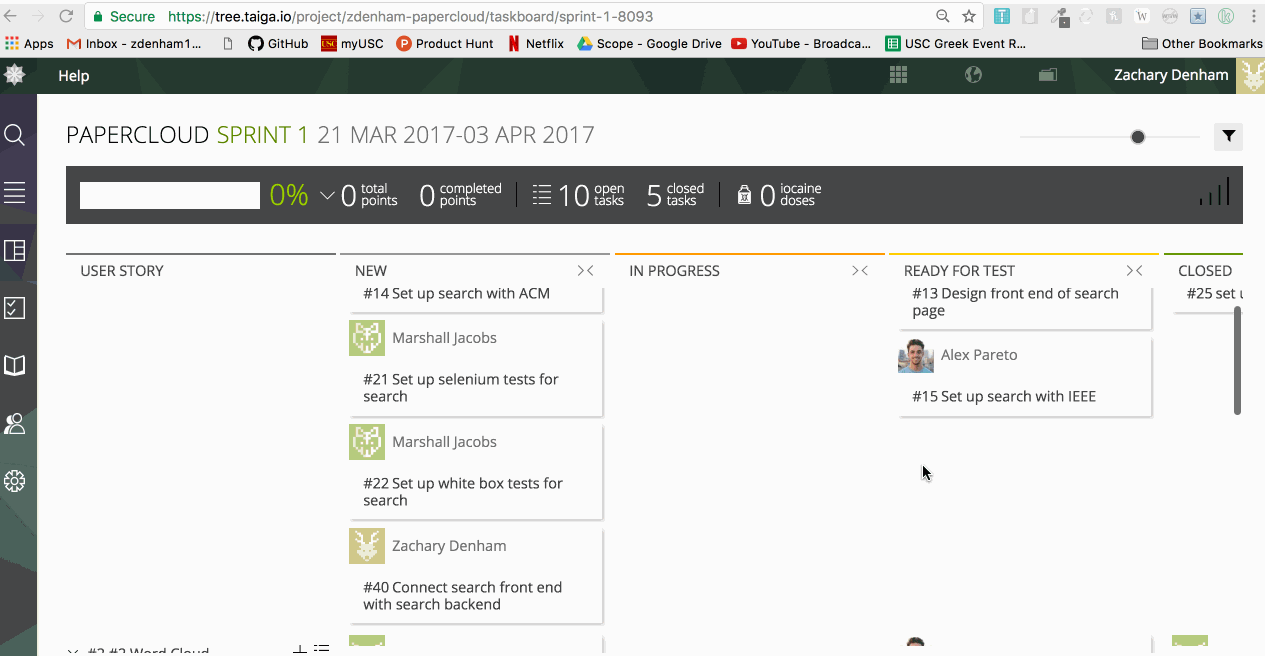 Secure https://tree.taiga.io/project/zdenham-papercloud/taskboard/sprint-1-8093
Apps Inbox - zdenham1... GitHub myUSC Product Hunt Netflix Scope - Google Drive YouTube - Broadca... USC Greek Event R... Other Bookmarks
Help Zachary Denham
PAPERCLOUD SPRINT 1 21 MAR 2017-03 APR 2017
0% 0 total points 0 completed points 10 open tasks 5 closed tasks 0 iocaine doses
USER STORY NEW IN PROGRESS READY FOR TEST CLOSED
#14 Set up search with ACM
Marshall Jacobs
#21 Set up selenium tests for
search
Marshall Jacobs
#22 Set up white box tests for
search
Zachary Denham
#40 Connect search front end
with search backend
#13 Design front end of search
page
Alex Pareto
#15 Set up search with IEEE
#25 set
#2 #2 Word Cloud